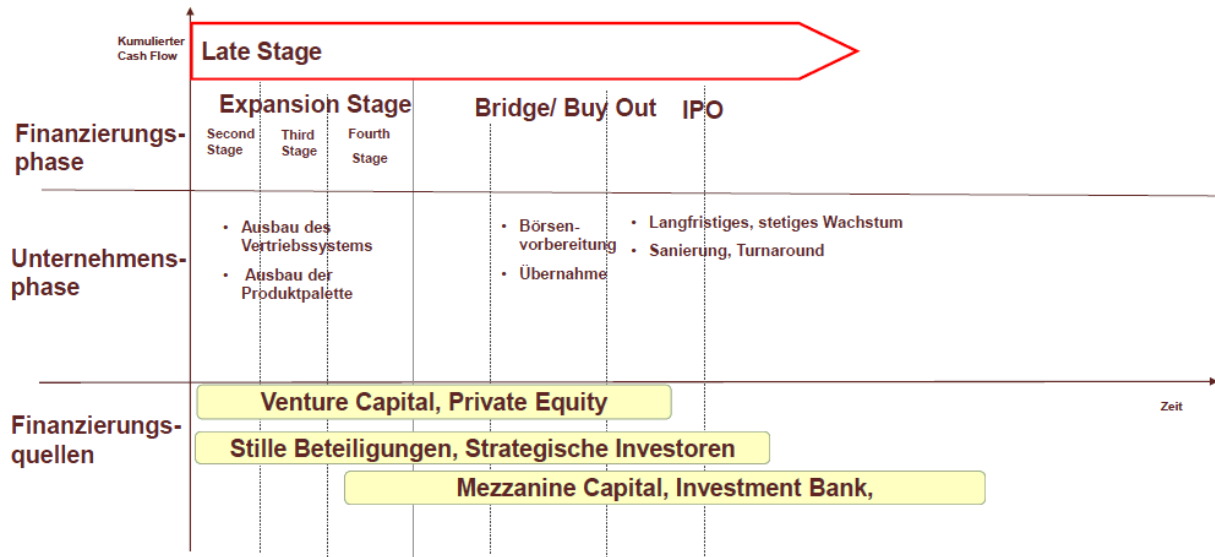 Kumulierter
Cash Flow
Late Stage
Finanzierungs-
phase
Expansion Stage
Bridge/ Buy Out
IPO
Second
Stage
Third
Stage
Fourth
Stage
Unternehmens-
phase
• Ausbau des
Vertriebssystems
• Ausbau der
Produktpalette
• Börsen-
vorbereitung
• Übernahme
• Langfristiges, stetiges Wachstum
• Sanierung, Turnaround
Zeit
Finanzierungs-
quellen
Venture Capital, Private Equity
Stille Beteiligungen, Strategische Investoren
Mezzanine Capital, Investment Bank,